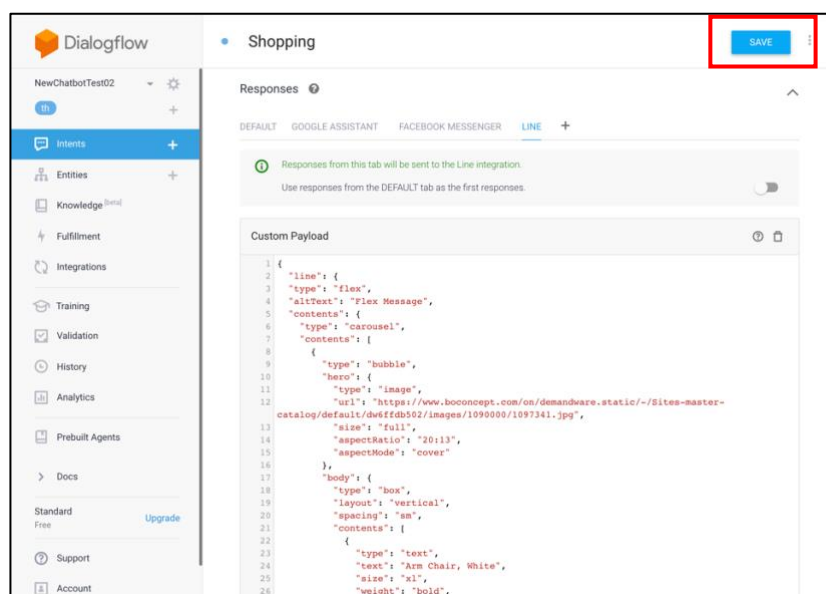 Dialogflow
NewChatbotTest02
th
Intents
Entities
Knowledge [beta]
Fulfillment
Integrations
Training
Validation
History
Analytics
Prebuilt Agents
Docs
Standard
Free
Upgrade
Support
Account
Shopping
SAVE
Responses
DEFAULT GOOGLE ASSISTANT FACEBOOK MESSENGER LINE +
Responses from this tab will be sent to the Line integration.
Use responses from the DEFAULT tab as the first responses.
Custom Payload
1 {
2 "line": {
3 "type": "flex",
4 "altText": "Flex Message",
5 "contents": {
6 "type": "carousel",
7 "contents": [
8 {
9 "type": "bubble",
10 "hero": {
11 "type": "image",
12 "url": "https://www.boconcept.com/on/demandware.static/-/Sites-master-
catalog/default/dw6ffdb502/images/1090000/1097341.jpg",
13 "size": "full",
14 "aspectRatio": "20:13",
15 "aspectMode": "cover"
16 },
17 "body": {
18 "type": "box",
19 "layout": "vertical",
20 "spacing": "sm",
21 "contents": [
22 {
23 "type": "text",
24 "text": "Arm Chair, White",
25 "size": "xl",
26 "weight": "bold",